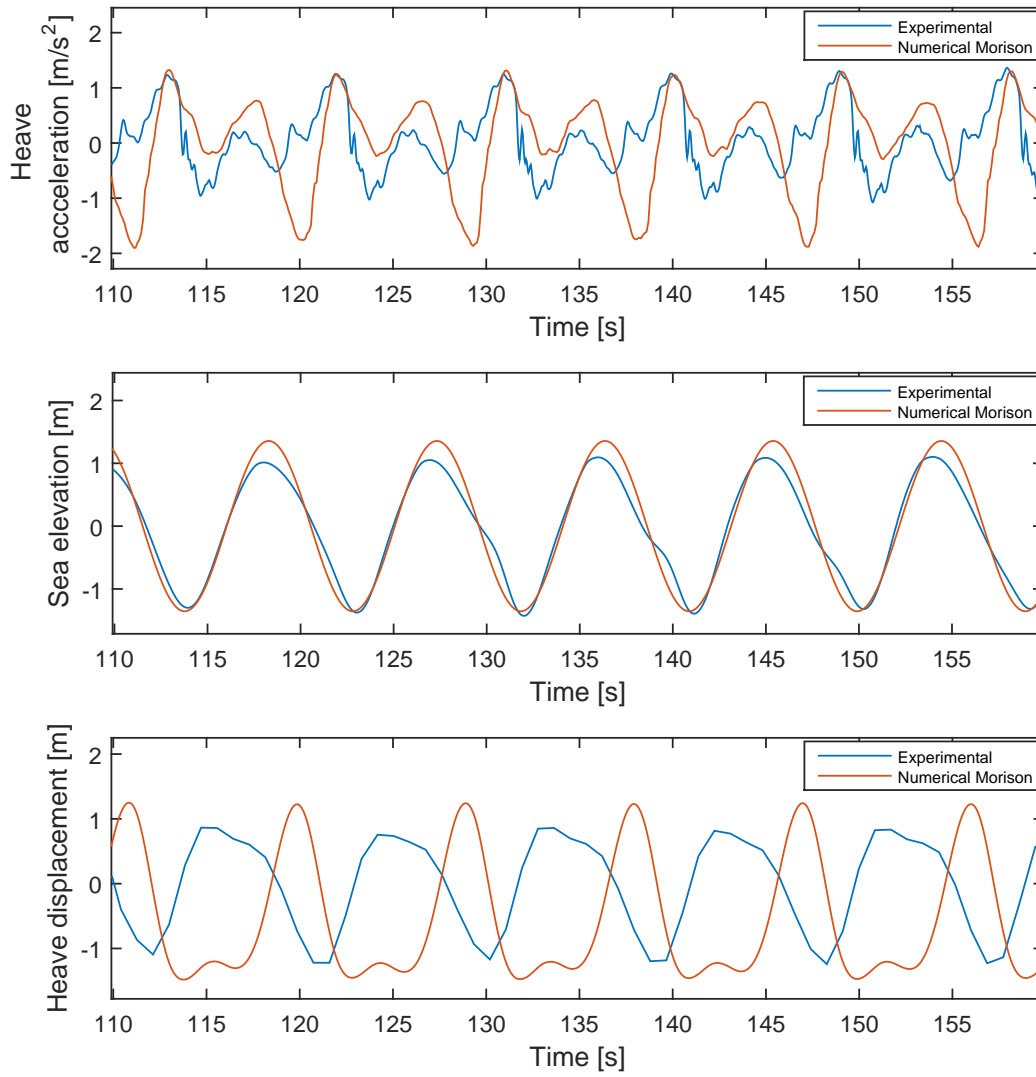 Heave
accceleration [m/s²]
2
1
0
-1
-2
Experimental
Numerical Morison
110 115 120 125 130 135 140 145 150 155
Time [s]
Sea elevation [m]
2
1
0
-1
Experimental
Numerical Morison
110 115 120 125 130 135 140 145 150 155
Time [s]
Heave displacement [m]
2
1
0
-1
Experimental
Numerical Morison
110 115 120 125 130 135 140 145 150 155
Time [s]